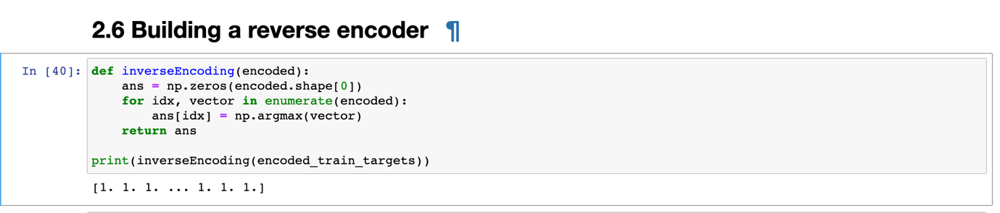 2.6 Building a reverse encoder ¶
In [40]: def inverseEncoding(encoded):
    ans = np.zeros(encoded.shape[0])
    for idx, vector in enumerate(encoded):
        ans[idx] = np.argmax(vector)
    return ans
print(inverseEncoding(encoded_train_targets))
[1. 1. 1. ... 1. 1. 1.]